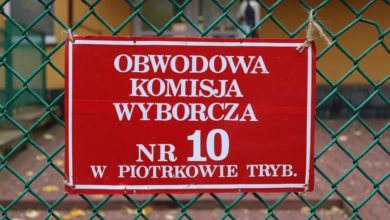 OBWODOWA
KOMISJA
WYBORCZA
NR 10
W PIOTRKOWIE TRYB.